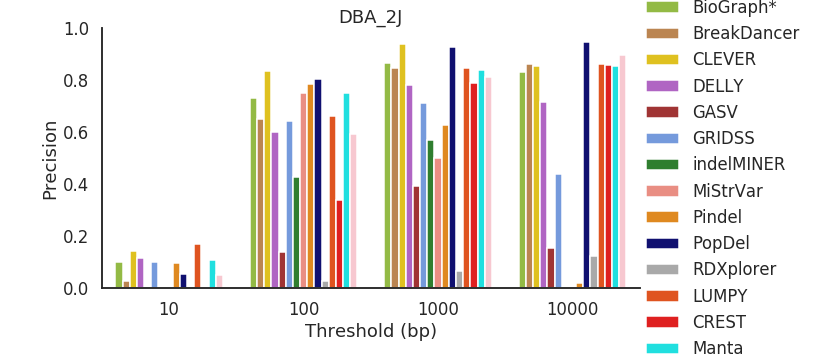 DBA_2J
1.0
0.8
0.6
0.4
0.2
0.0
Precision
10 100 1000 10000
Threshold (bp)
BioGraph*
BreakDancer
CLEVER
DELLY
GASV
GRIDSS
indelMINER
MiStrVar
Pindel
PopDel
RDXplorer
LUMPY
CREST
Manta